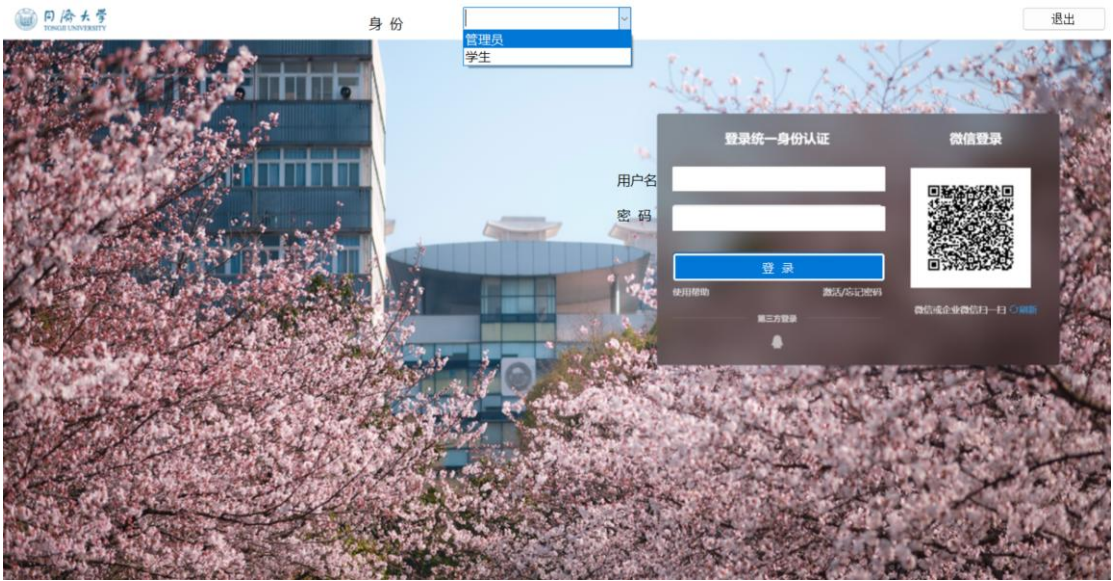 同济大学
TONGJI UNIVERSITY
身 份
管理员
学生
退出
登录统一身份认证
微信登录
用户名
密 码
登 录
使用帮助
激活/忘记密码
微信或企业微信扫一扫 刷新
第三方登录